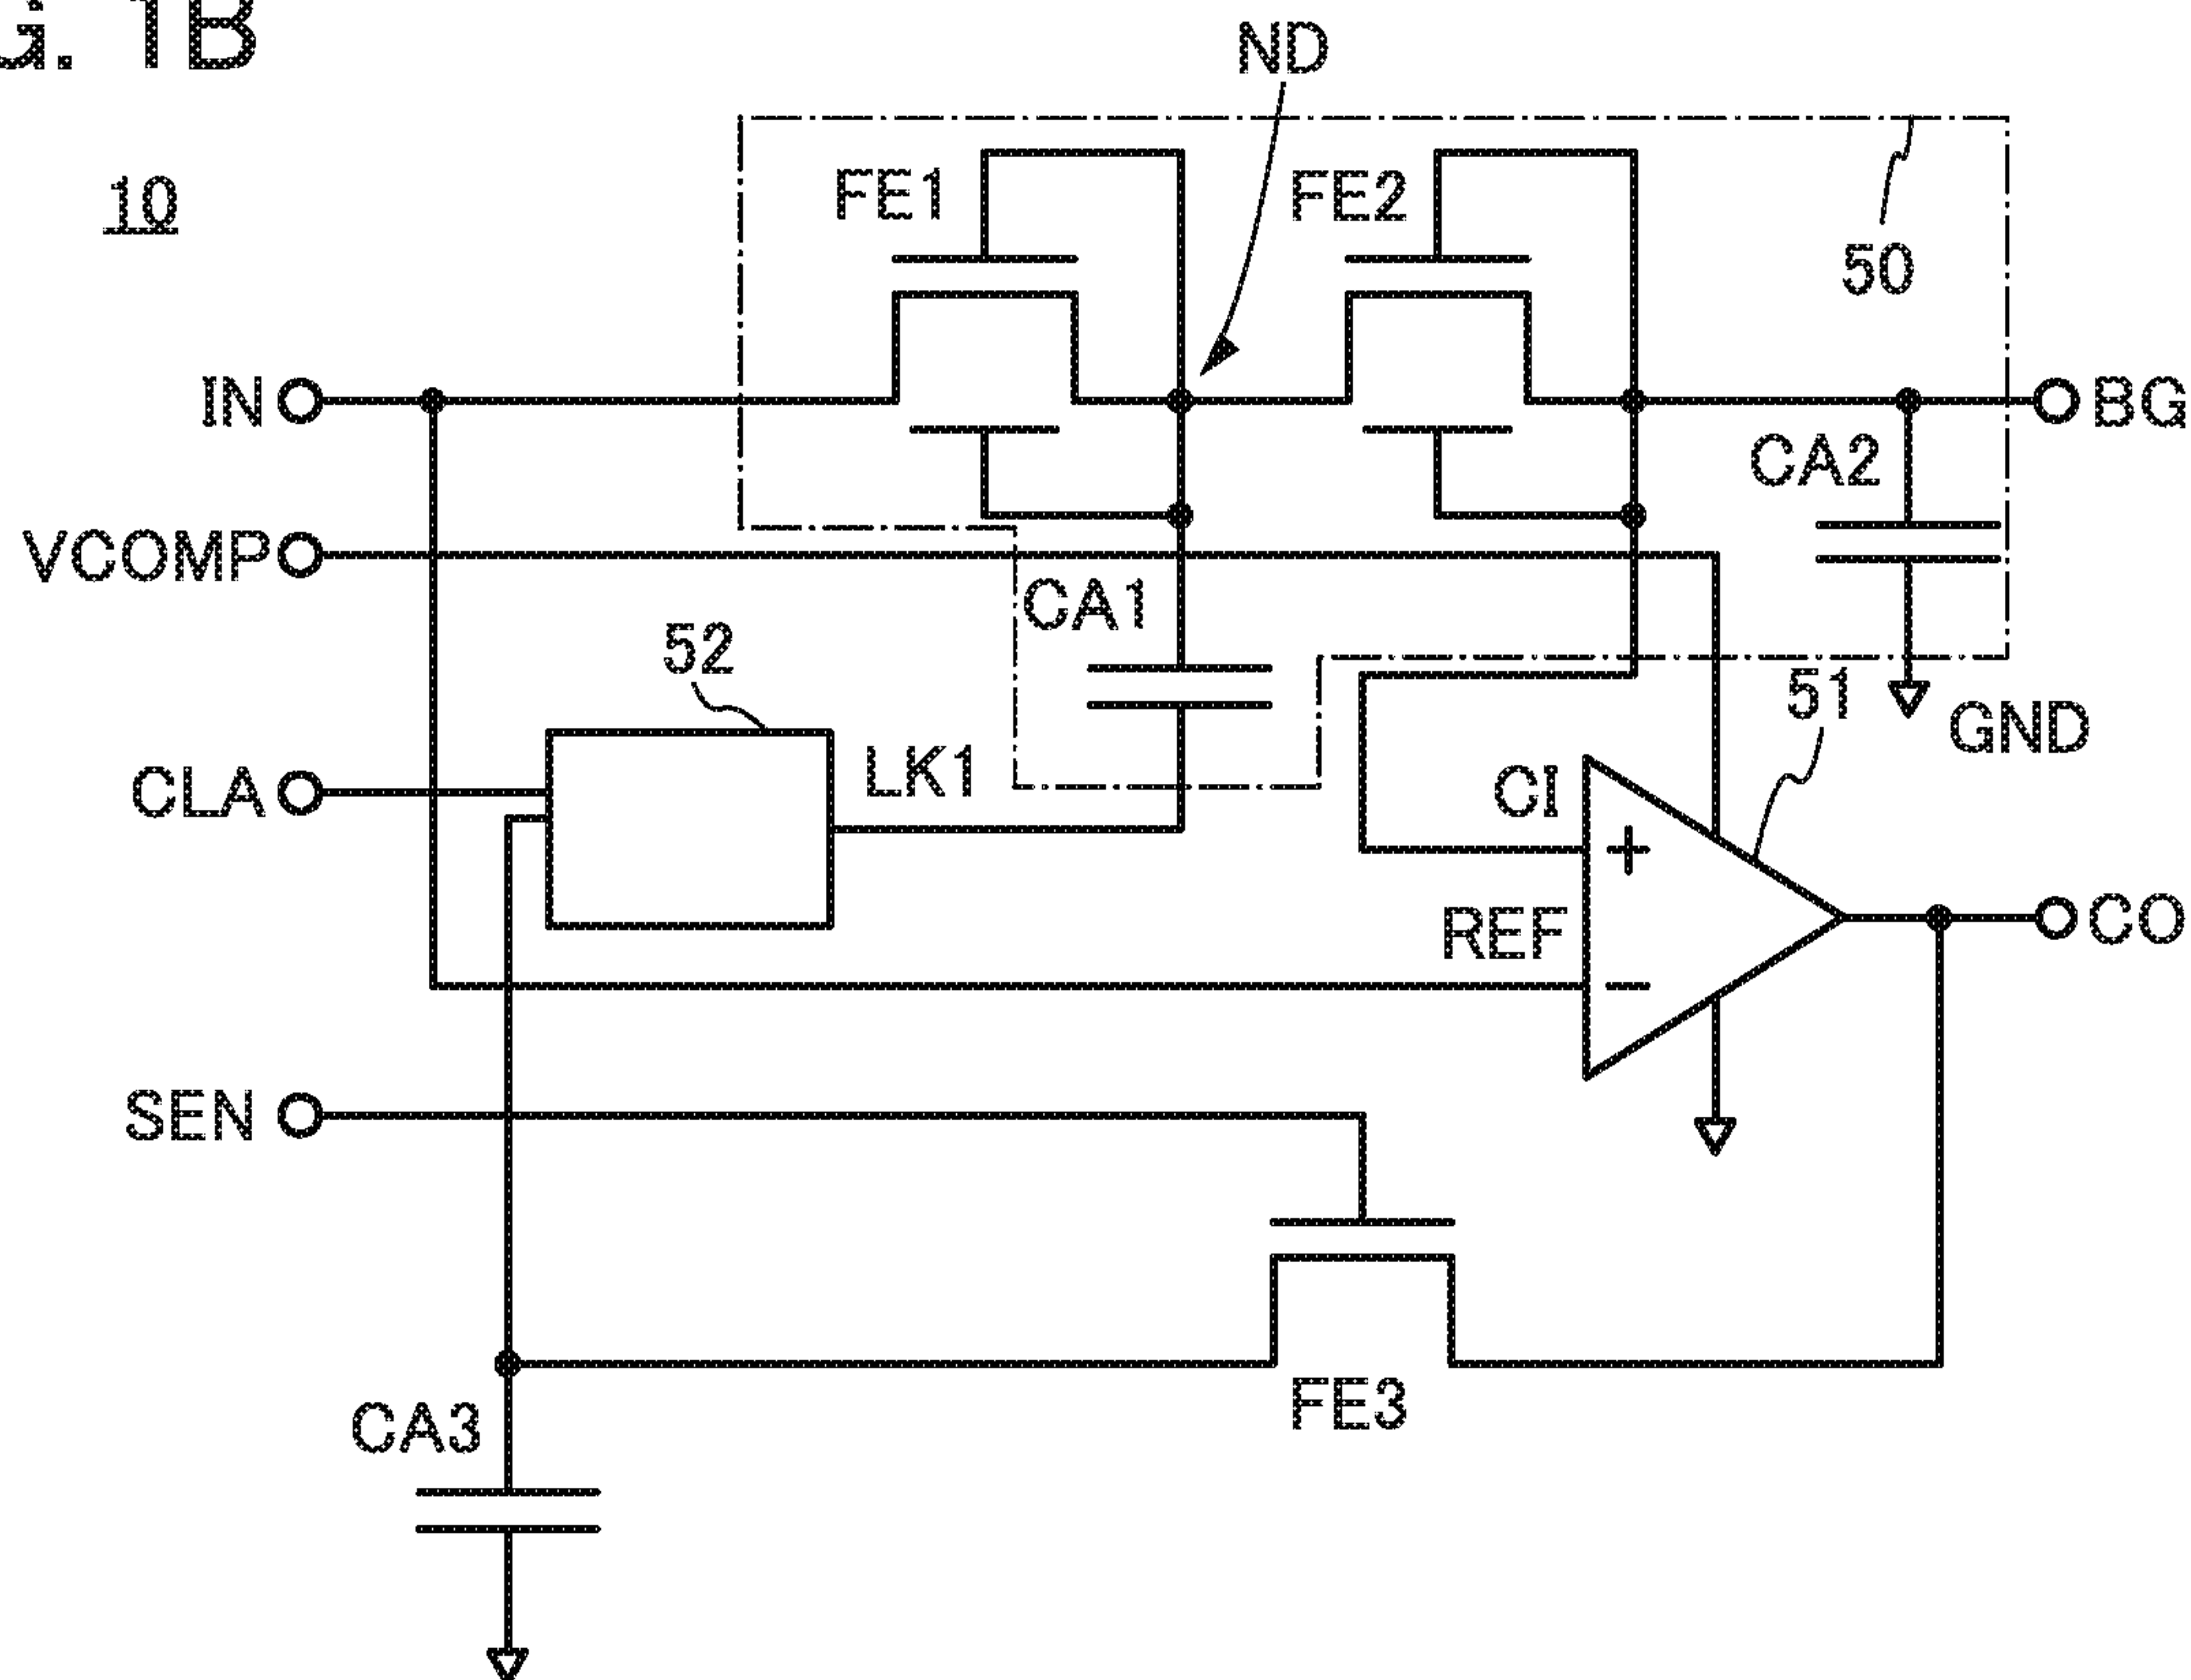 G. 1B
ND
10
FE1
FE2
50
IN
BG
CA2
VCOMP
CA1
52
51
GND
CLA
LK1
CI
+
REF
CO
-
SEN
FE3
CA3